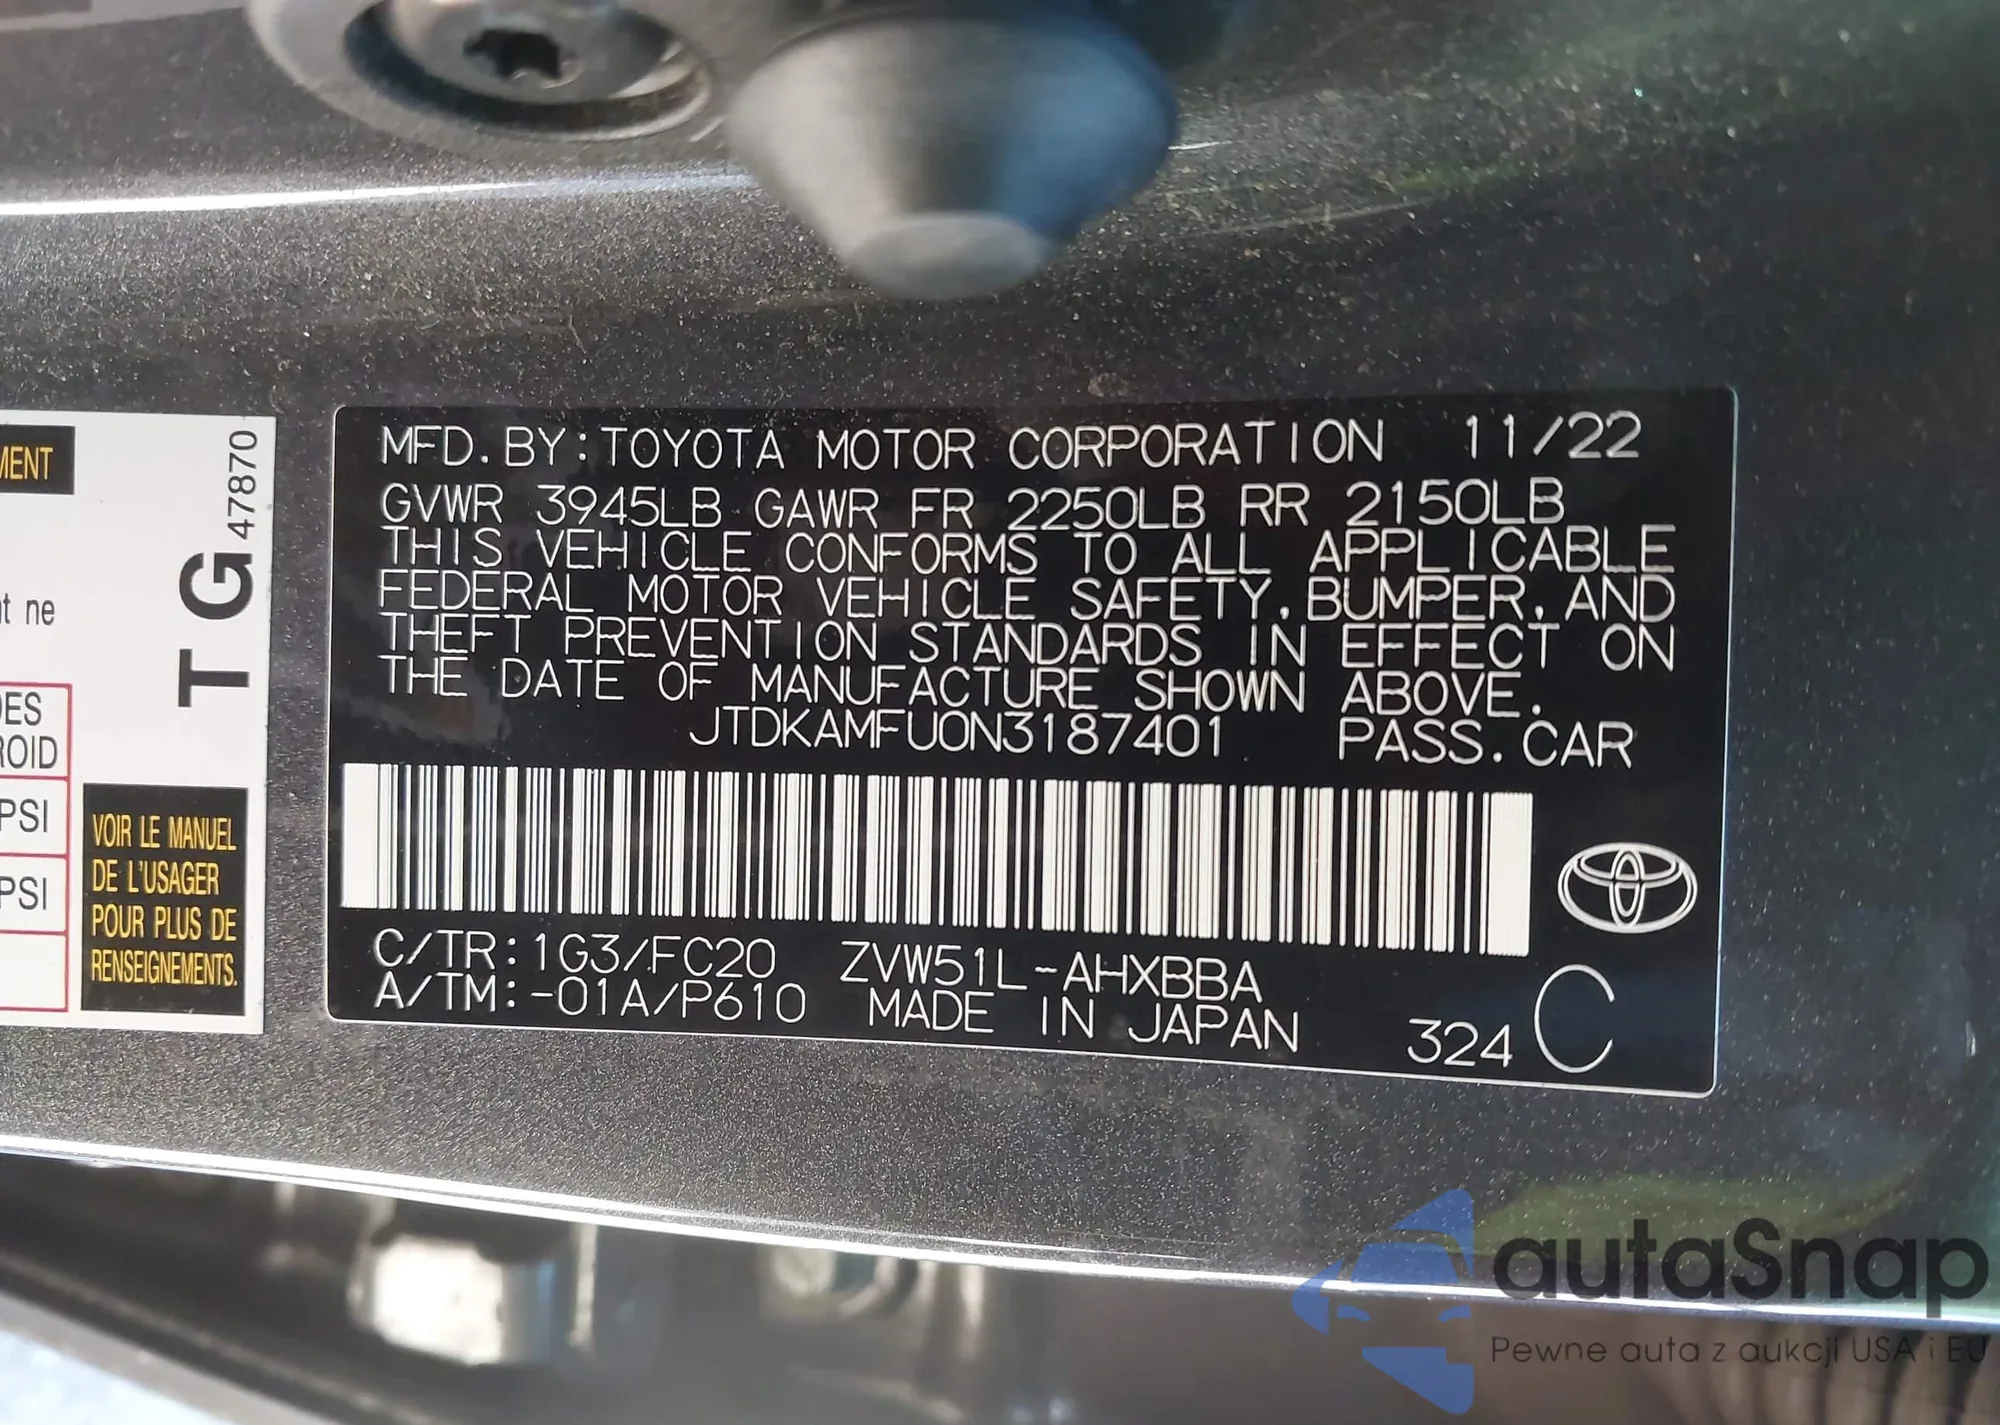 MFD. BY: TOYOTA MOTOR CORPORATION 11/22
GVWR 3945LB GAWR FR 2250LB RR 2150LB
THIS VEHICLE CONFORMS TO ALL APPLICABLE
FEDERAL MOTOR VEHICLE SAFETY, BUMPER, AND
THEFT PREVENTION STANDARDS IN EFFECT ON
THE DATE OF MANUFACTURE SHOWN ABOVE.
JTDKAMFU0N3187401 PASS. CAR
C/TR: 1G3/FC20 ZVW51L-AHXBBA
A/TM: -01A/P610 MADE IN JAPAN 324 C
MENT
t ne
DES
ROID
PSI
PSI
TG 47870
VOIR LE MANUEL
DE L'USAGER
POUR PLUS DE
RENSEIGNEMENTS.
autaSnap
Pewne auta z aukcji USA i EU